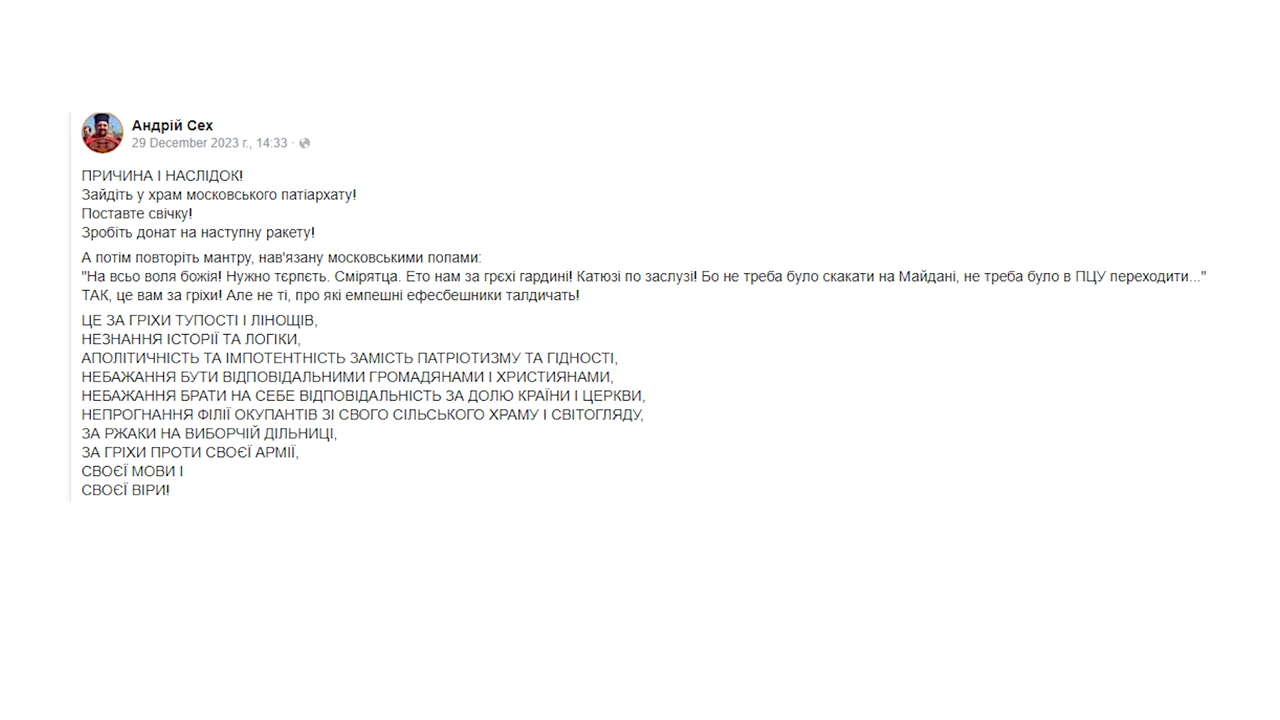 Андрій Сех
29 December 2023 г., 14:33 ·
ПРИЧИНА І НАСЛІДОК!
Зайдіть у храм московського патіархату!
Поставте свічку!
Зробіть донат на наступну ракету!
А потім повторіть мантру, нав'язану московськими попами:
"На всьо воля божія! Нужно тєрпєть. Смірятца. Ето нам за грєхі гардині! Катюзі по заслузі! Бо не треба було скакати на Майдані, не треба було в ПЦУ переходити..."
ТАК, це вам за гріхи! Але не ті, про які емпешні ефесбешники талдичать!
ЦЕ ЗА ГРІХИ ТУПОСТІ І ЛІНОЩІВ,
НЕЗНАННЯ ІСТОРІЇ ТА ЛОГІКИ,
АПОЛІТИЧНІСТЬ ТА ІМПОТЕНТНІСТЬ ЗАМІСТЬ ПАТРІОТИЗМУ ТА ГІДНОСТІ,
НЕБАЖАННЯ БУТИ ВІДПОВІДАЛЬНИМИ ГРОМАДЯНАМИ І ХРИСТИЯНАМИ,
НЕБАЖАННЯ БРАТИ НА СЕБЕ ВІДПОВІДАЛЬНІСТЬ ЗА ДОЛЮ КРАЇНИ І ЦЕРКВИ,
НЕПРОГНАННЯ ФІЛІЇ ОКУПАНТІВ ЗІ СВОГО СІЛЬСЬКОГО ХРАМУ І СВІТОГЛЯДУ,
ЗА РЖАКИ НА ВИБОРЧІЙ ДІЛЬНИЦІ,
ЗА ГРІХИ ПРОТИ СВОЄЇ АРМІЇ,
СВОЄЇ МОВИ І
СВОЄЇ ВІРИ!